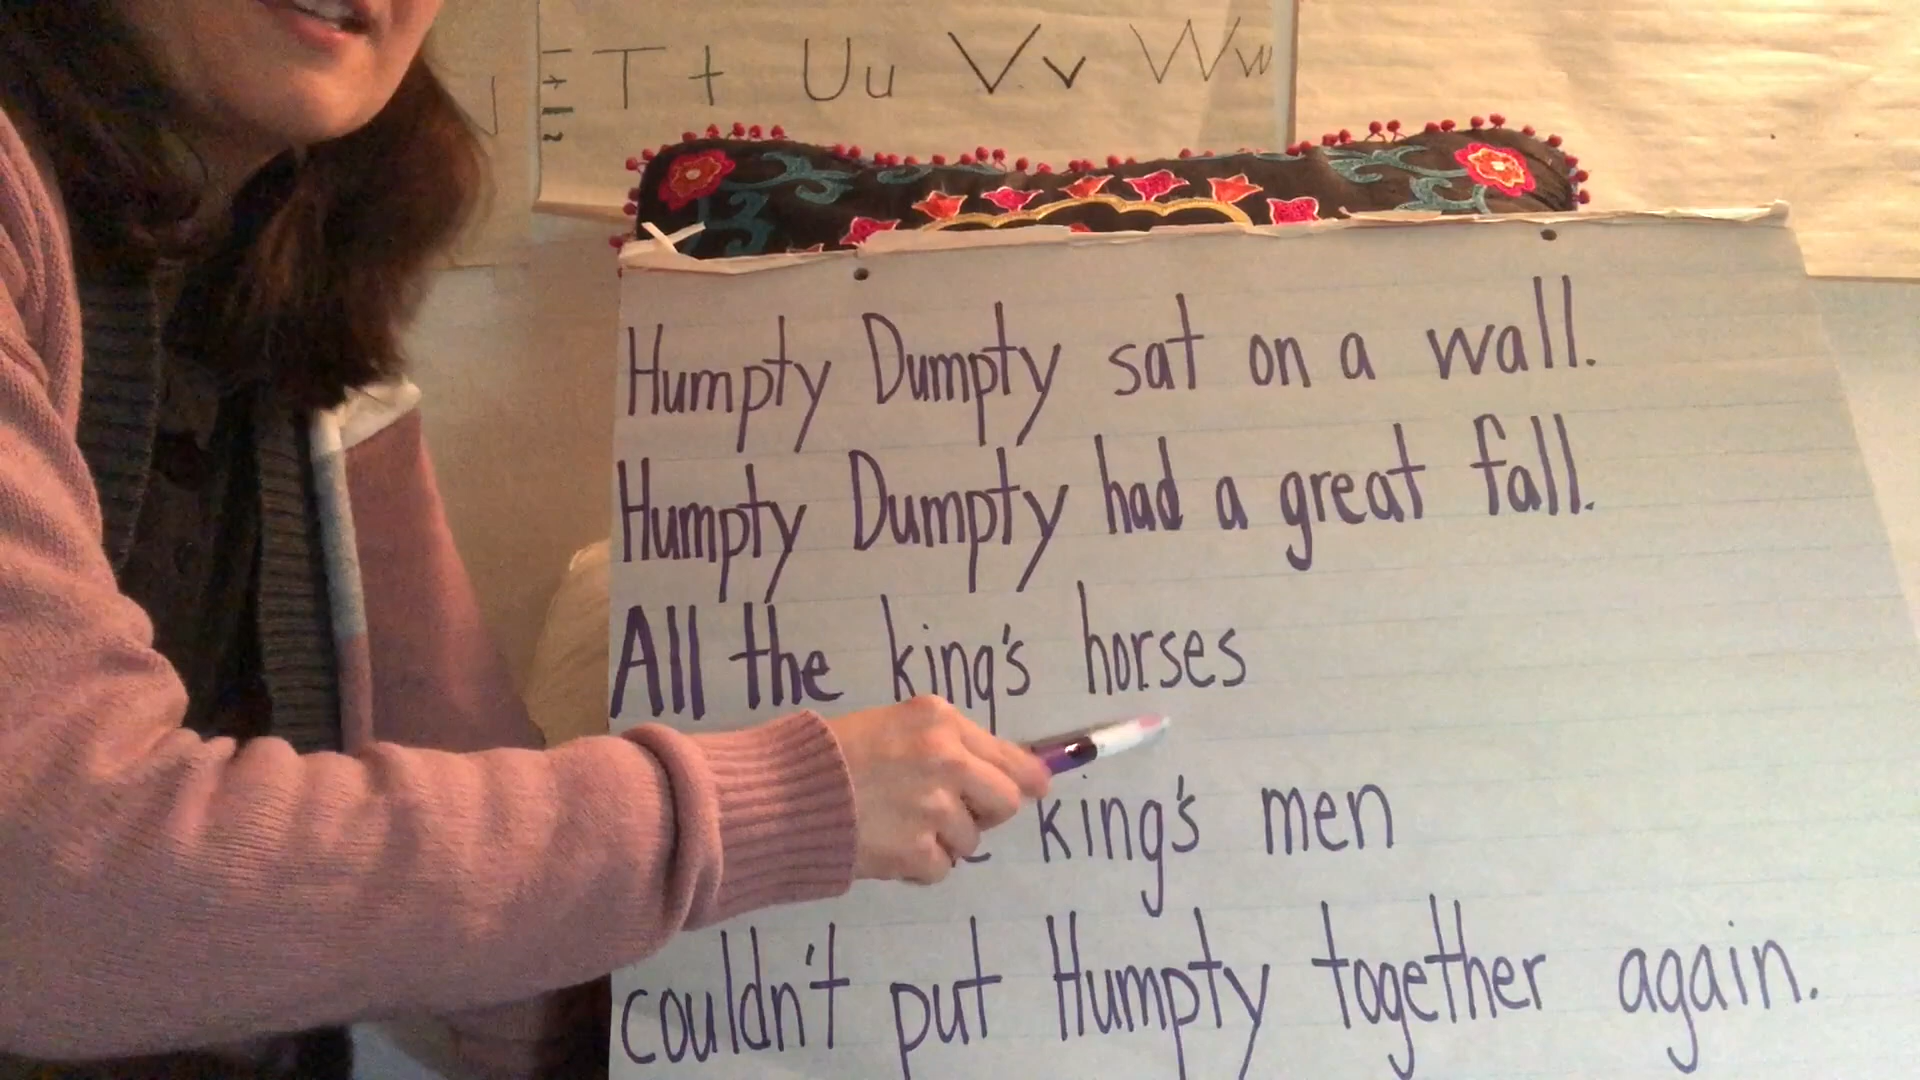 T t Uu Vv Ww
Humpty Dumpty sat on a wall.
Humpty Dumpty had a great fall.
All the king's horses
king's men
couldn't put Humpty together again.